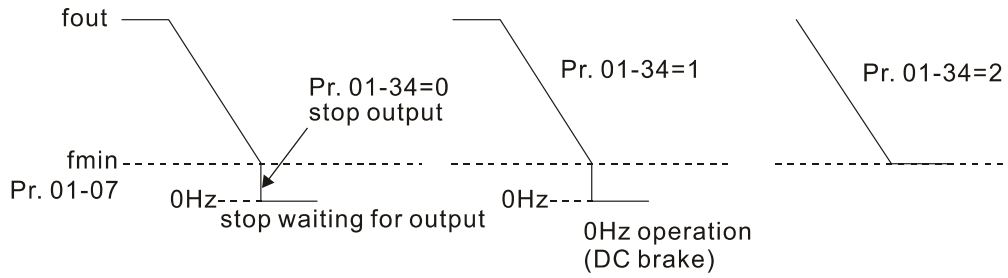 fout
Pr. 01-34=0
stop output
fmin
Pr. 01-07
0Hz
stop waiting for output
Pr. 01-34=1
0Hz
0Hz operation
(DC brake)
Pr. 01-34=2